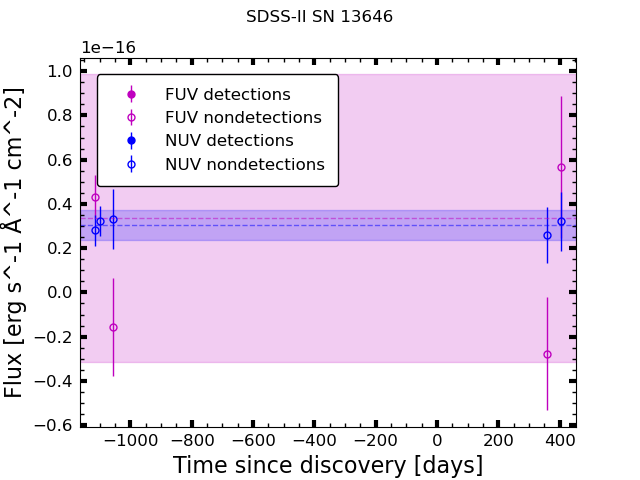 SDSS-II SN 13646
1e−16
FUV detections
FUV nondetections
NUV detections
NUV nondetections
1.0
0.8
0.6
0.4
0.2
0.0
−0.2
−0.4
−0.6
−1000 −800 −600 −400 −200 0 200 400
Time since discovery [days]
Flux [erg s^-1 Å^-1 cm^-2]